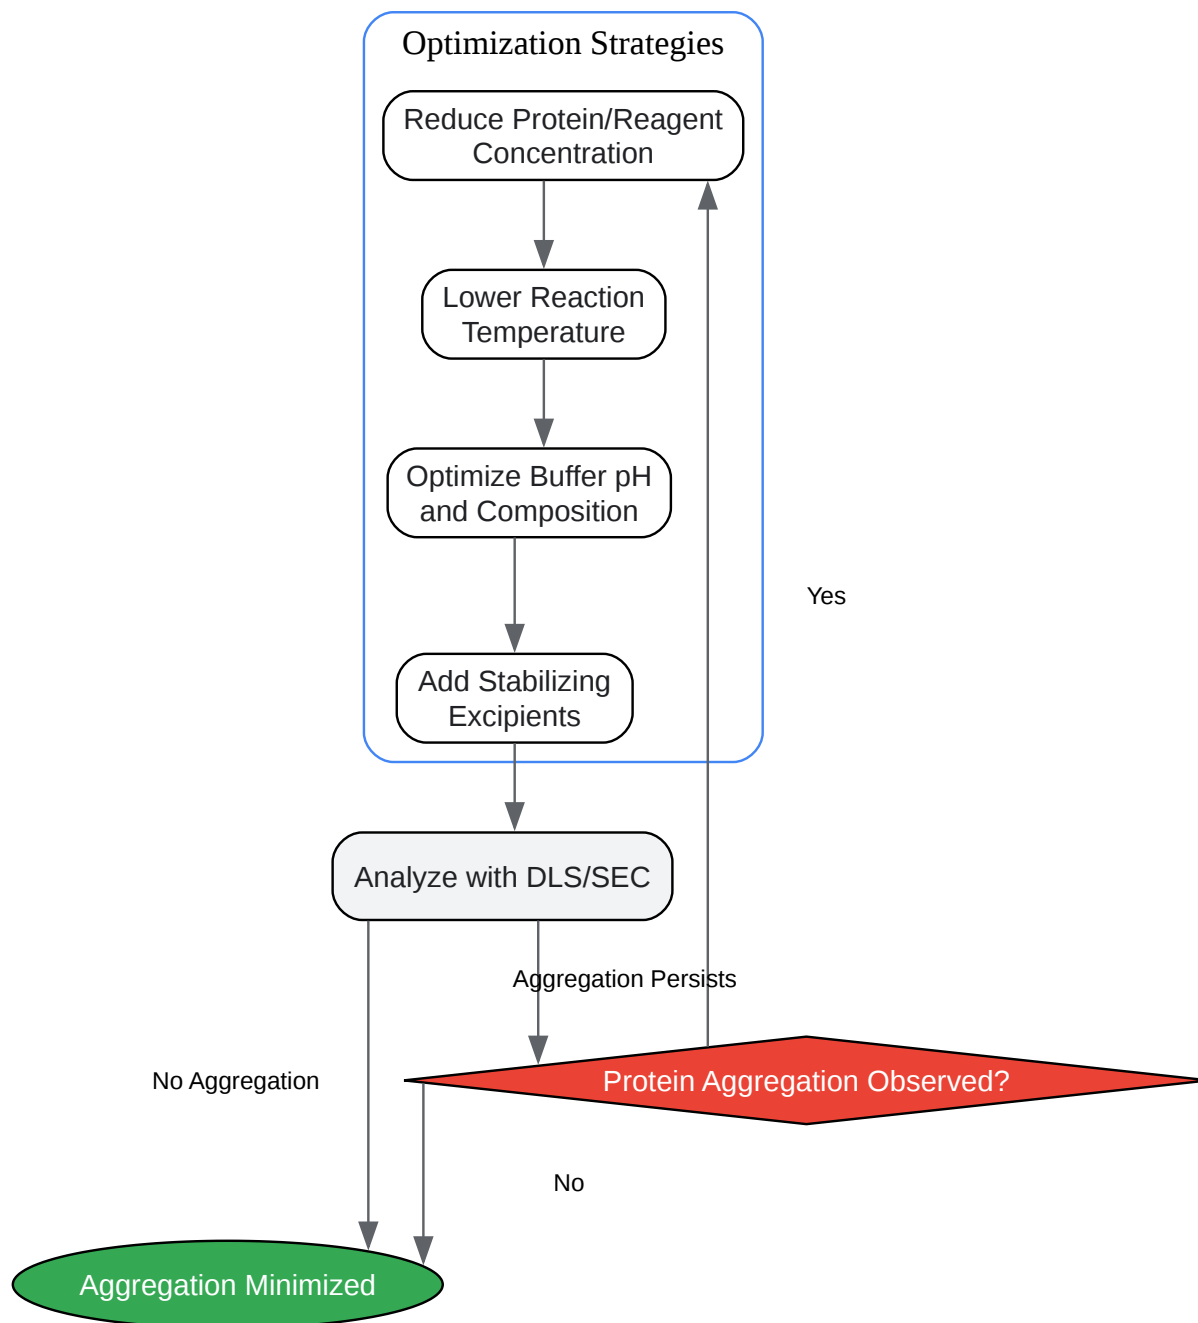 Optimization Strategies
Reduce Protein/Reagent
Concentration
Lower Reaction
Temperature
Optimize Buffer pH
and Composition
Yes
Add Stabilizing
Excipients
Analyze with DLS/SEC
Aggregation Persists
No Aggregation
Protein Aggregation Observed?
No
Aggregation Minimized